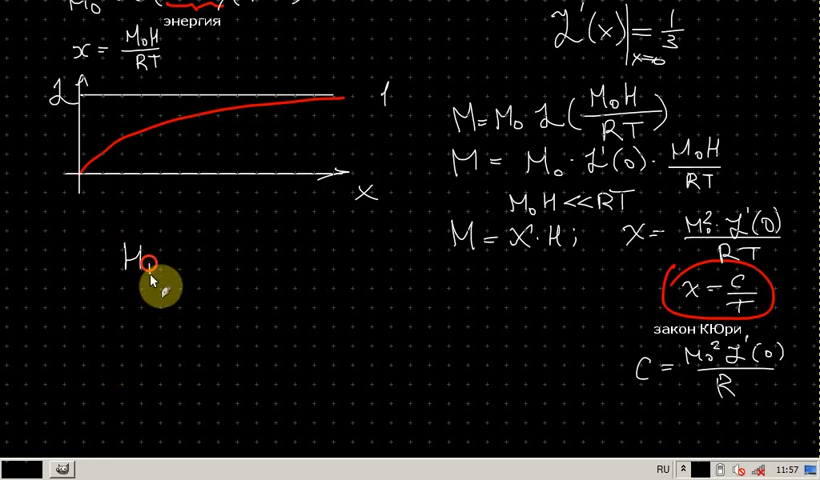 энергия
x = M₀H / RT
ℒ
1
x
H
ℒ'(x)|ₓ₌₀ = 1/3
M = M₀ ℒ(M₀H / RT)
M = M₀ · ℒ'(0) · M₀H / RT
M₀H << RT
M = χ · H ; χ = M₀² · ℒ'(0) / RT
χ = C / T
закон КЮри
C = M₀² ℒ'(0) / R
RU 11:57